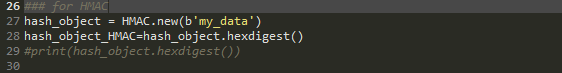 26 ### for HMAC
27 hash_object = HMAC.new(b'my_data')
28 hash_object_HMAC=hash_object.hexdigest()
29 #print(hash_object.hexdigest())
30